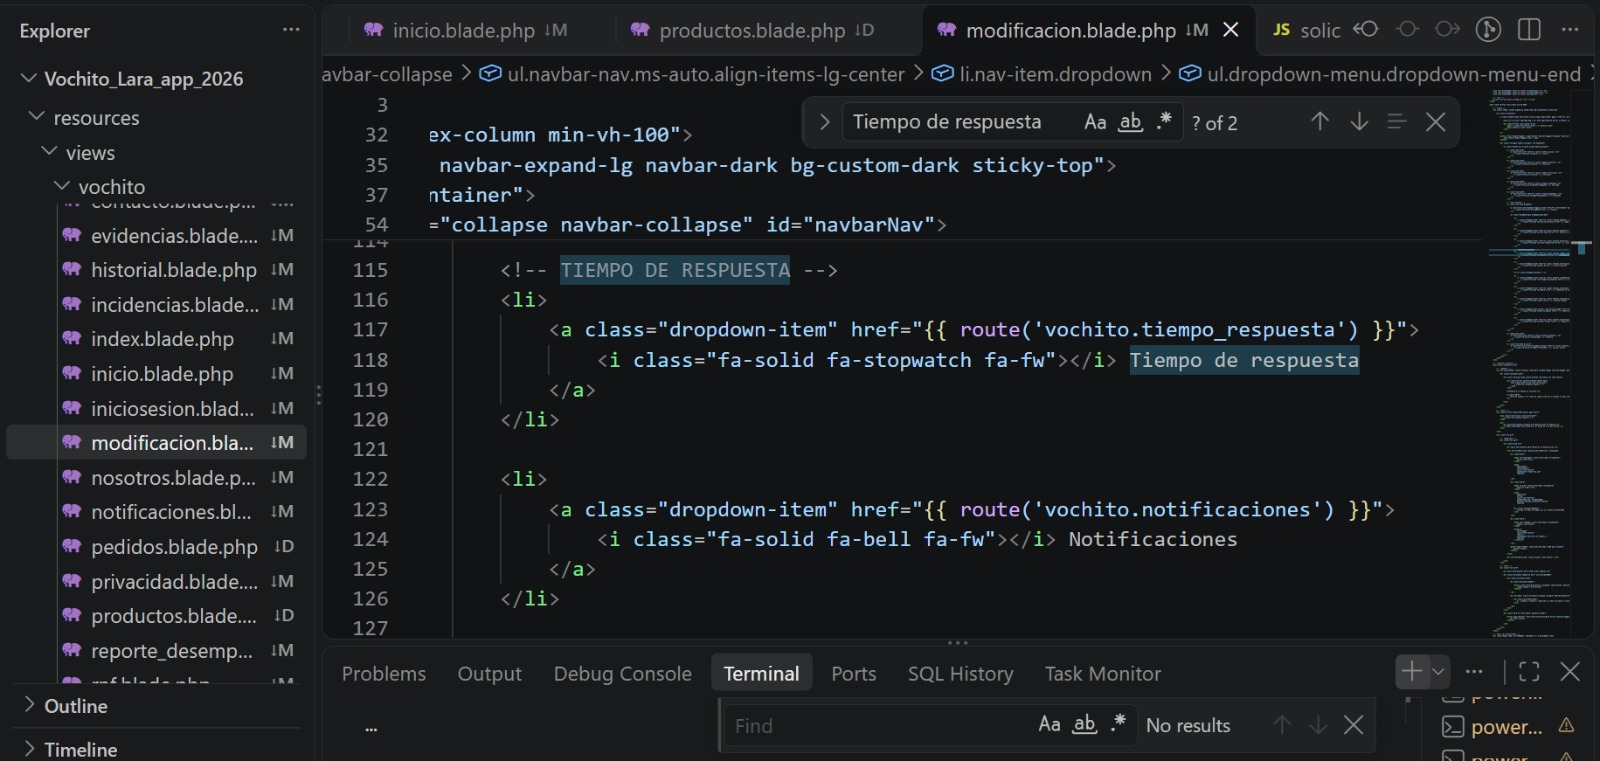 Explorer
inicio.blade.php ↓M
productos.blade.php ↓D
modificacion.blade.php ↓M
JS solic
Vochito_Lara_app_2026
resources
views
vochito
contacto.blade.p...
evidencias.blade.... ↓M
historial.blade.php ↓M
incidencias.blade... ↓M
index.blade.php ↓M
inicio.blade.php ↓M
iniciosesion.blad... ↓M
modificacion.bla... ↓M
nosotros.blade.p... ↓M
notificaciones.bl... ↓M
pedidos.blade.php ↓D
privacidad.blade.... ↓M
productos.blade.... ↓D
reporte_desemp... ↓M
Outline
Timeline
avbar-collapse > ul.navbar-nav.ms-auto.align-items-lg-center > li.nav-item.dropdown > ul.dropdown-menu.dropdown-menu-end
Tiempo de respuesta Aa ab .* ? of 2
3
32 ex-column min-vh-100">
35 navbar-expand-lg navbar-dark bg-custom-dark sticky-top">
37 ntainer">
54 ="collapse navbar-collapse" id="navbarNav">
114
115 <!-- TIEMPO DE RESPUESTA -->
116 <li>
117 <a class="dropdown-item" href="{{ route('vochito.tiempo_respuesta') }}">
118 <i class="fa-solid fa-stopwatch fa-fw"></i> Tiempo de respuesta
119 </a>
120 </li>
121
122 <li>
123 <a class="dropdown-item" href="{{ route('vochito.notificaciones') }}">
124 <i class="fa-solid fa-bell fa-fw"></i> Notificaciones
125 </a>
126 </li>
127
Problems Output Debug Console Terminal Ports SQL History Task Monitor
Find Aa ab .* No results
power...